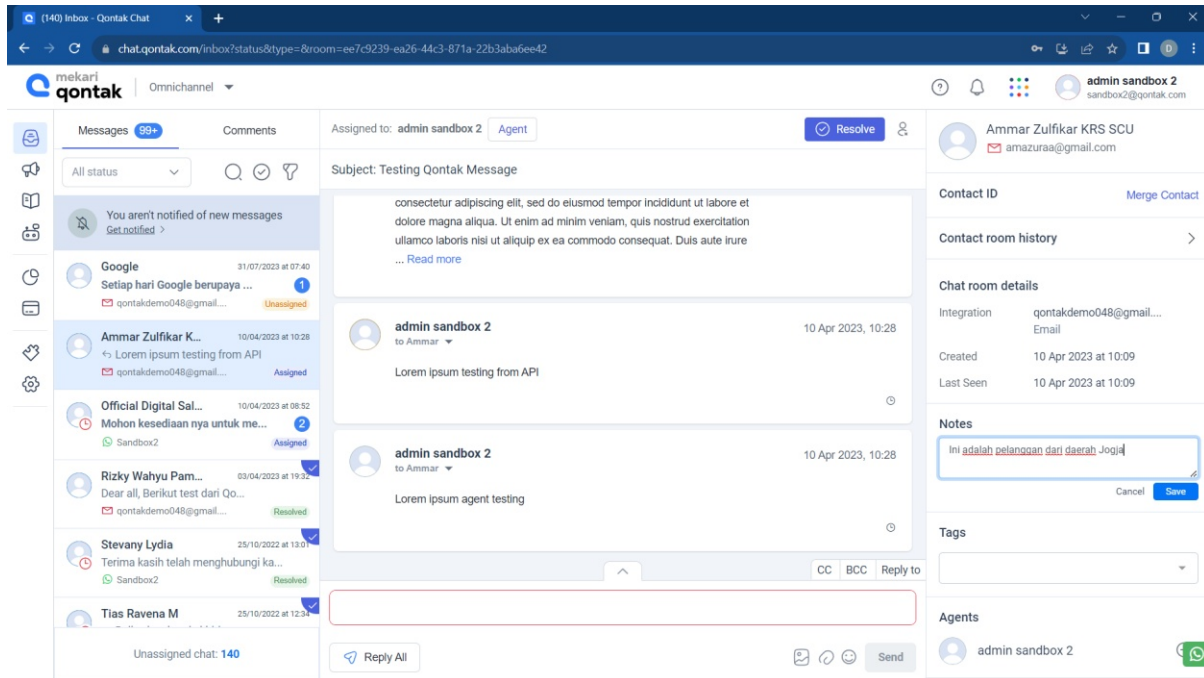 (140) Inbox - Qontak Chat
chat.qontak.com/inbox?status&type=&room=ee7c9239-ea26-44c3-871a-22b3aba6ee42
mekari
qontak
Omnichannel
admin sandbox 2
sandbox2@qontak.com
Messages 99+ Comments
All status
You aren't notified of new messages
Get notified >
Google 31/07/2023 at 07:40
Setiap hari Google berupaya ... 1
qontakdemo048@gmail.... Unassigned
Ammar Zulfikar K... 10/04/2023 at 10:28
Lorem ipsum testing from API
qontakdemo048@gmail.... Assigned
Official Digital Sal... 10/04/2023 at 08:52
Mohon kesediaan nya untuk me... 2
Sandbox2 Assigned
Rizky Wahyu Pam... 03/04/2023 at 19:32
Dear all, Berikut test dari Qo...
qontakdemo048@gmail.... Resolved
Stevany Lydia 25/10/2022 at 13:01
Terima kasih telah menghubungi ka...
Sandbox2 Resolved
Tias Ravena M 25/10/2022 at 12:34
Unassigned chat: 140
Assigned to: admin sandbox 2 Agent Resolve
Subject: Testing Qontak Message
consectetur adipiscing elit, sed do eiusmod tempor incididunt ut labore et
dolore magna aliqua. Ut enim ad minim veniam, quis nostrud exercitation
ullamco laboris nisi ut aliquip ex ea commodo consequat. Duis aute irure
... Read more
admin sandbox 2 10 Apr 2023, 10:28
to Ammar
Lorem ipsum testing from API
admin sandbox 2 10 Apr 2023, 10:28
to Ammar
Lorem ipsum agent testing
CC BCC Reply to
Reply All Send
Ammar Zulfikar KRS SCU
amazuraa@gmail.com
Contact ID Merge Contact
Contact room history
Chat room details
Integration qontakdemo048@gmail....
Email
Created 10 Apr 2023 at 10:09
Last Seen 10 Apr 2023 at 10:09
Notes
Ini adalah pelanggan dari daerah Jogja
Cancel Save
Tags
Agents
admin sandbox 2